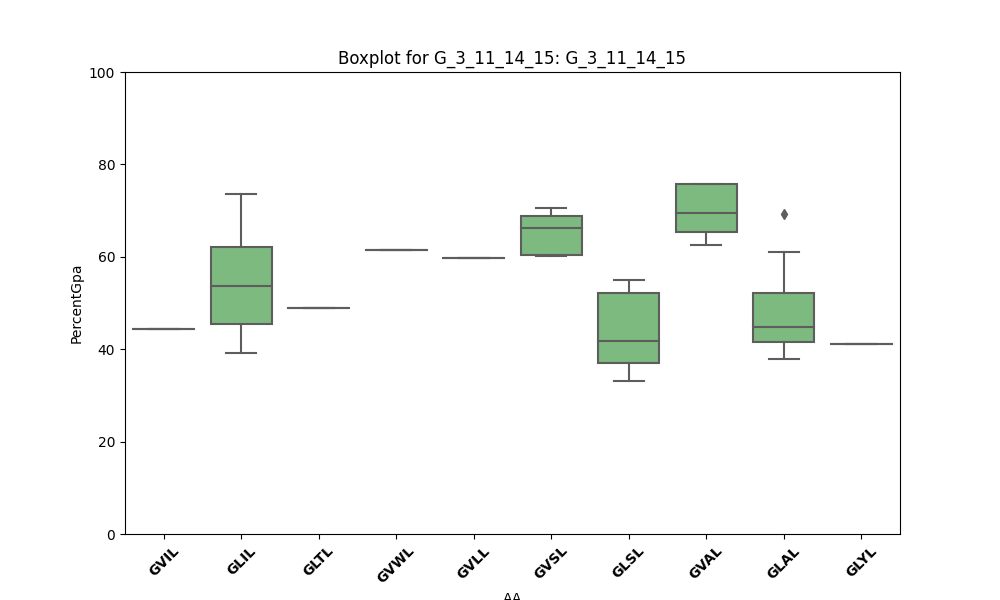 Boxplot for G_3_11_14_15: G_3_11_14_15
100
80
60
40
20
0
PercentGpa
GVIL GLIL GLTL GVWL GVLL GVSL GLSL GVAL GLAL GLYL
AA